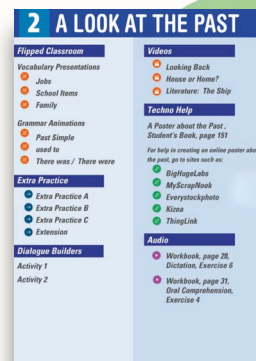 2 A LOOK AT THE PAST
Flipped Classroom
Vocabulary Presentations
Jobs
School Items
Family
Grammar Animations
Past Simple
used to
There was / There were
Extra Practice
Extra Practice A
Extra Practice B
Extra Practice C
Extension
Dialogue Builders
Activity 1
Activity 2
Videos
Looking Back
House or Home?
Literature: The Ship
Techno Help
A Poster about the Past,
Student's Book, page 151
For help in creating an online poster abo
the past, go to sites such as:
BigHugeLabs
MyScrapNook
Everystockphoto
Kizoa
ThingLink
Audio
Workbook, page 28,
Dictation, Exercise 6
Workbook, page 31,
Oral Comprehension,
Exercise 4